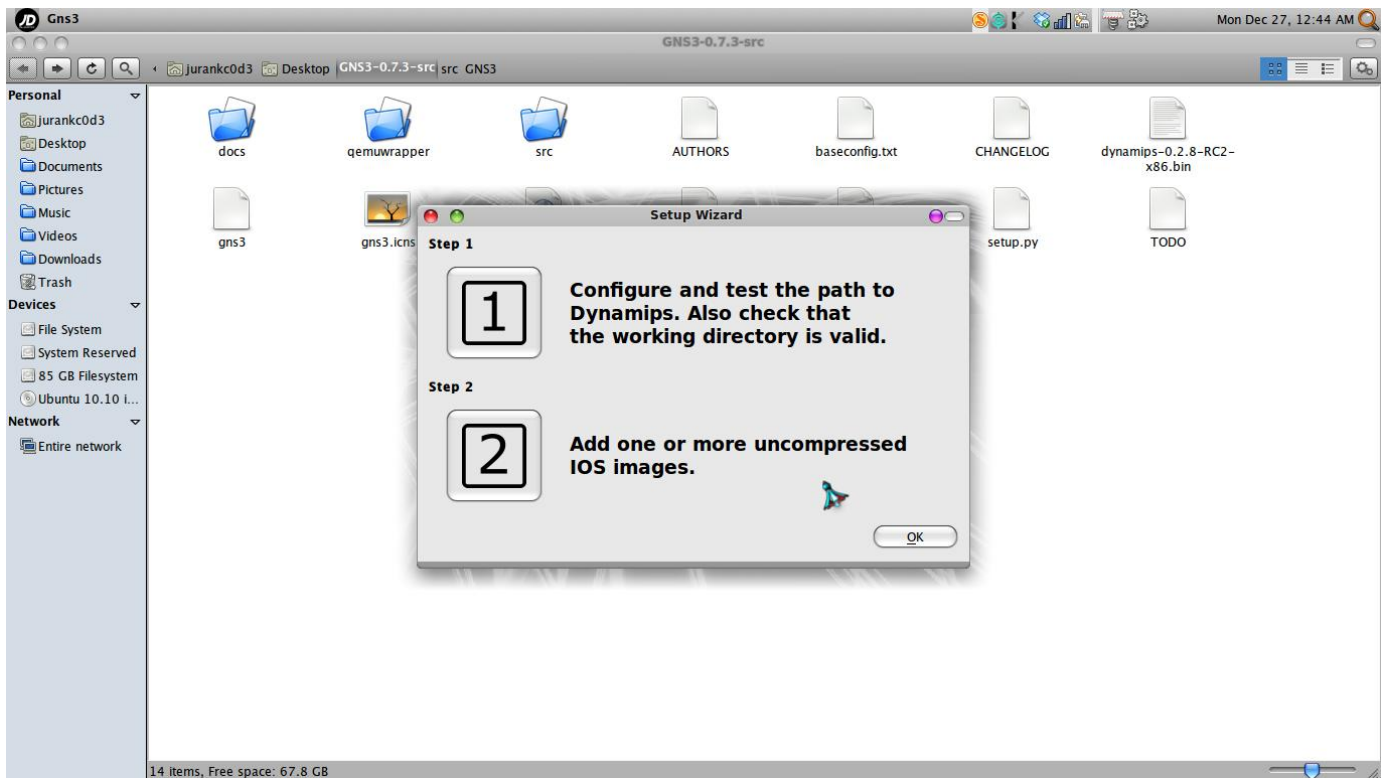 JD Gns3
Mon Dec 27, 12:44 AM
GNS3-0.7.3-src
jurankc0d3 Desktop GNS3-0.7.3-src src GNS3
Personal
jurankc0d3
Desktop
Documents
Pictures
Music
Videos
Downloads
Trash
Devices
File System
System Reserved
85 GB Filesystem
Ubuntu 10.10 i...
Network
Entire network
docs
qemuwrapper
src
AUTHORS
baseconfig.txt
CHANGELOG
dynamips-0.2.8-RC2-
x86.bin
gns3
gns3.icns
setup.py
TODO
Setup Wizard
Step 1
1
Configure and test the path to
Dynamips. Also check that
the working directory is valid.
Step 2
2
Add one or more uncompressed
IOS images.
OK
14 items, Free space: 67.8 GB